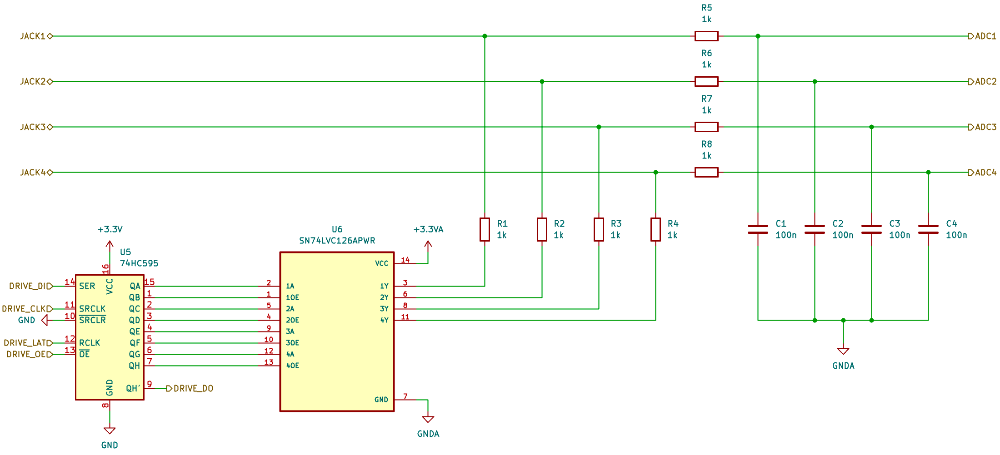 R5
1k
JACK1
ADC1
R6
1k
JACK2
ADC2
R7
1k
JACK3
ADC3
R8
1k
JACK4
ADC4
R1
1k
R2
1k
R3
1k
R4
1k
C1
100n
C2
100n
C3
100n
C4
100n
GNDA
+3.3V
U5
74HC595
16
VCC
DRIVE_DI
14
SER
DRIVE_CLK
11
SRCLK
GND
10
SRCLR
DRIVE_LAT
12
RCLK
DRIVE_OE
13
OE
QA
15
QB
1
QC
2
QD
3
QE
4
QF
5
QG
6
QH
7
QH'
9
DRIVE_DO
GND
8
GND
U6
SN74LVC126APWR
+3.3VA
VCC
14
2
1A
1
1OE
5
2A
4
2OE
9
3A
10
3OE
12
4A
13
4OE
1Y
3
2Y
6
3Y
8
4Y
11
GND
7
GNDA